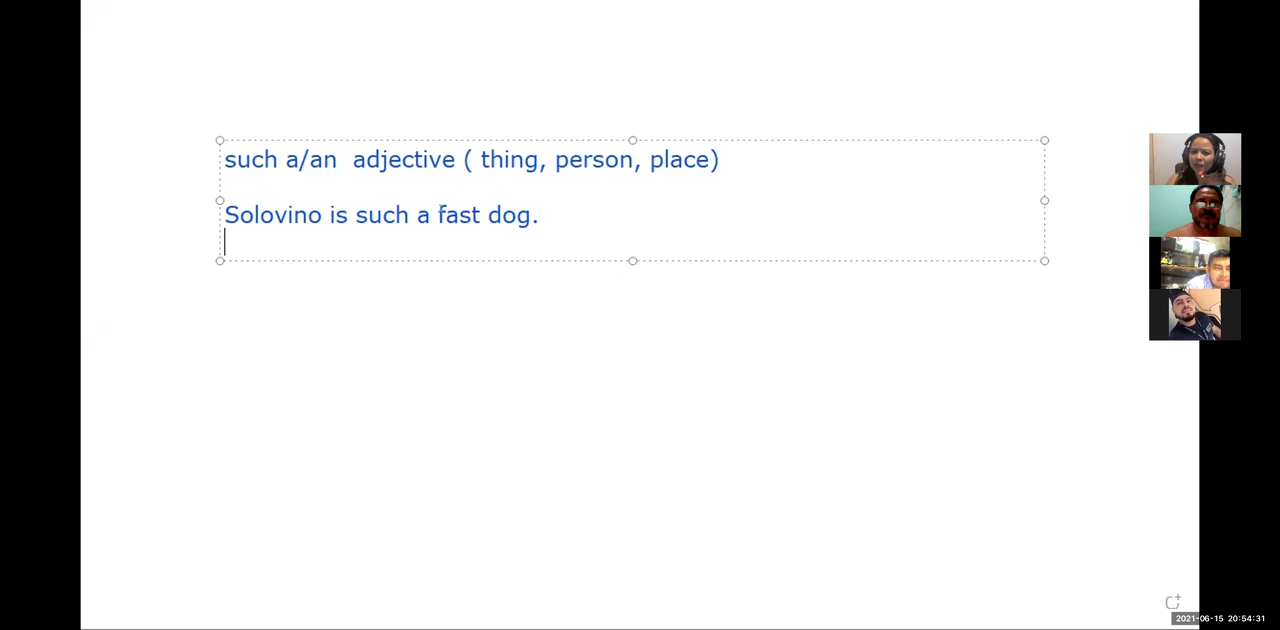 such a/an  adjective ( thing, person, place)
Solovino is such a fast dog.
2021-06-15  20:54:31